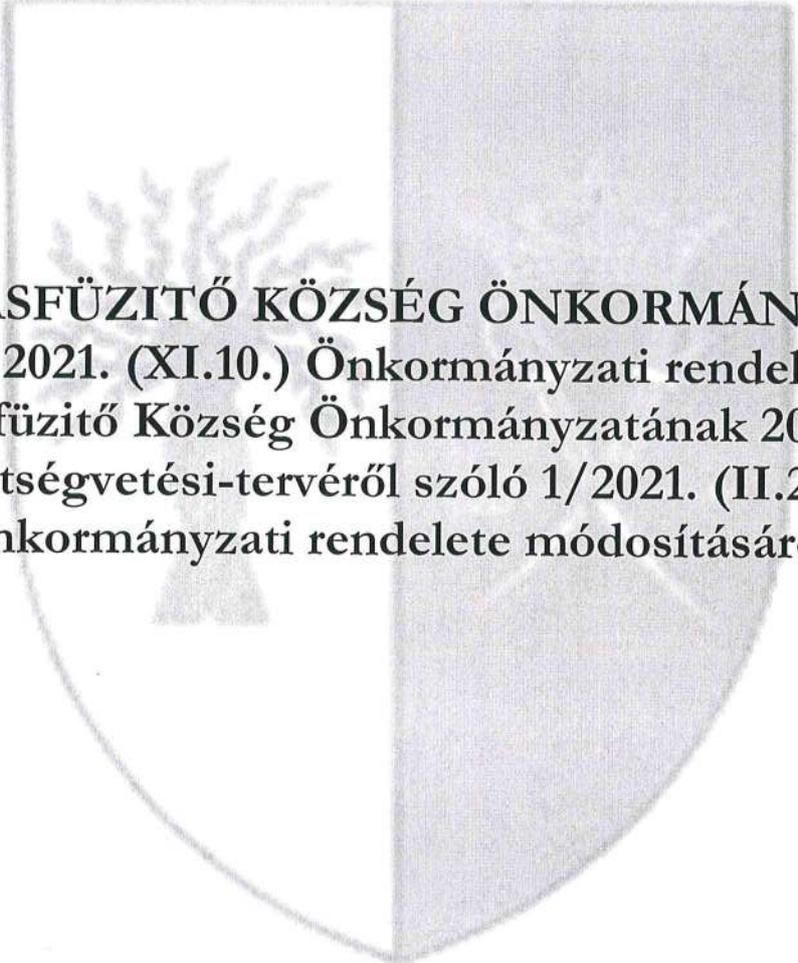 SFÜZITŐ KÖZSÉG ÖNKORMÁN
2021. (XI.10.) Önkormányzati rendel
füzitő Község Önkormányzatának 20
tségvetési-tervéről szóló 1/2021. (II.2
nkormányzati rendelete módosításár